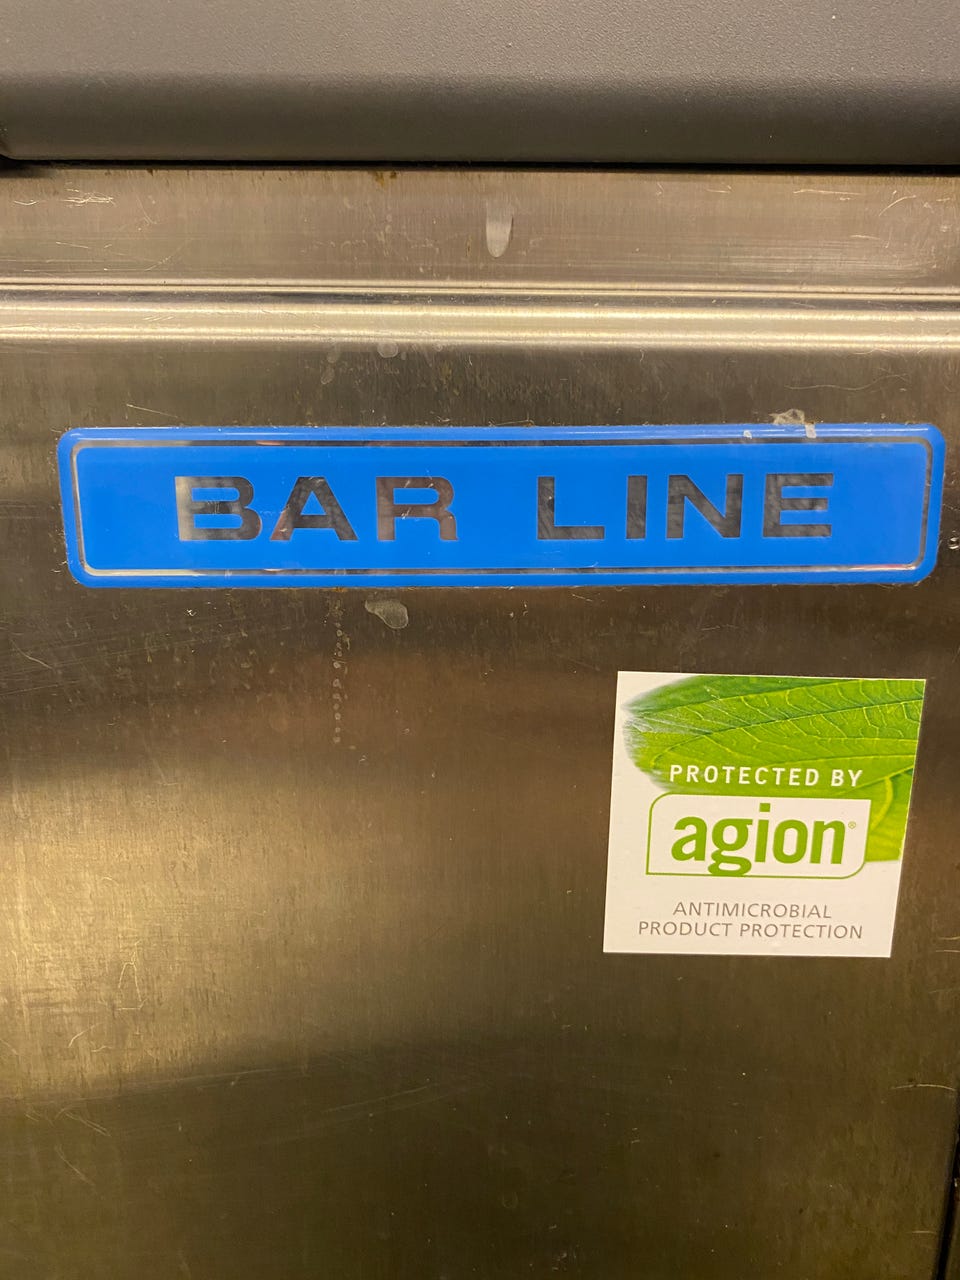 BAR LINE
PROTECTED BY
agion®
ANTIMICROBIAL
PRODUCT PROTECTION